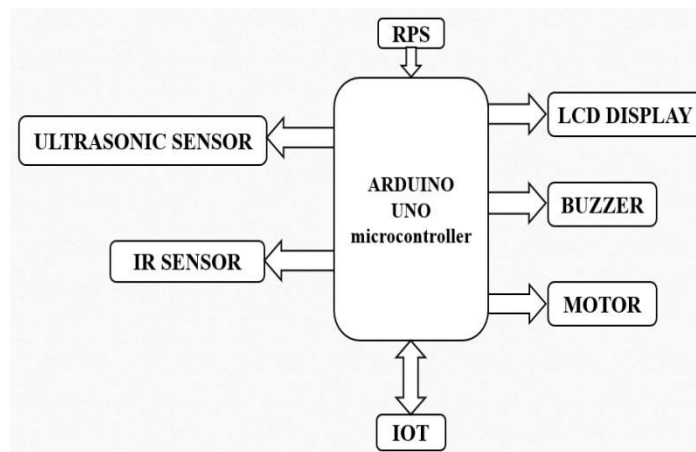 RPS
ULTRASONIC SENSOR
LCD DISPLAY
ARDUINO
UNO
microcontroller
BUZZER
IR SENSOR
MOTOR
IOT